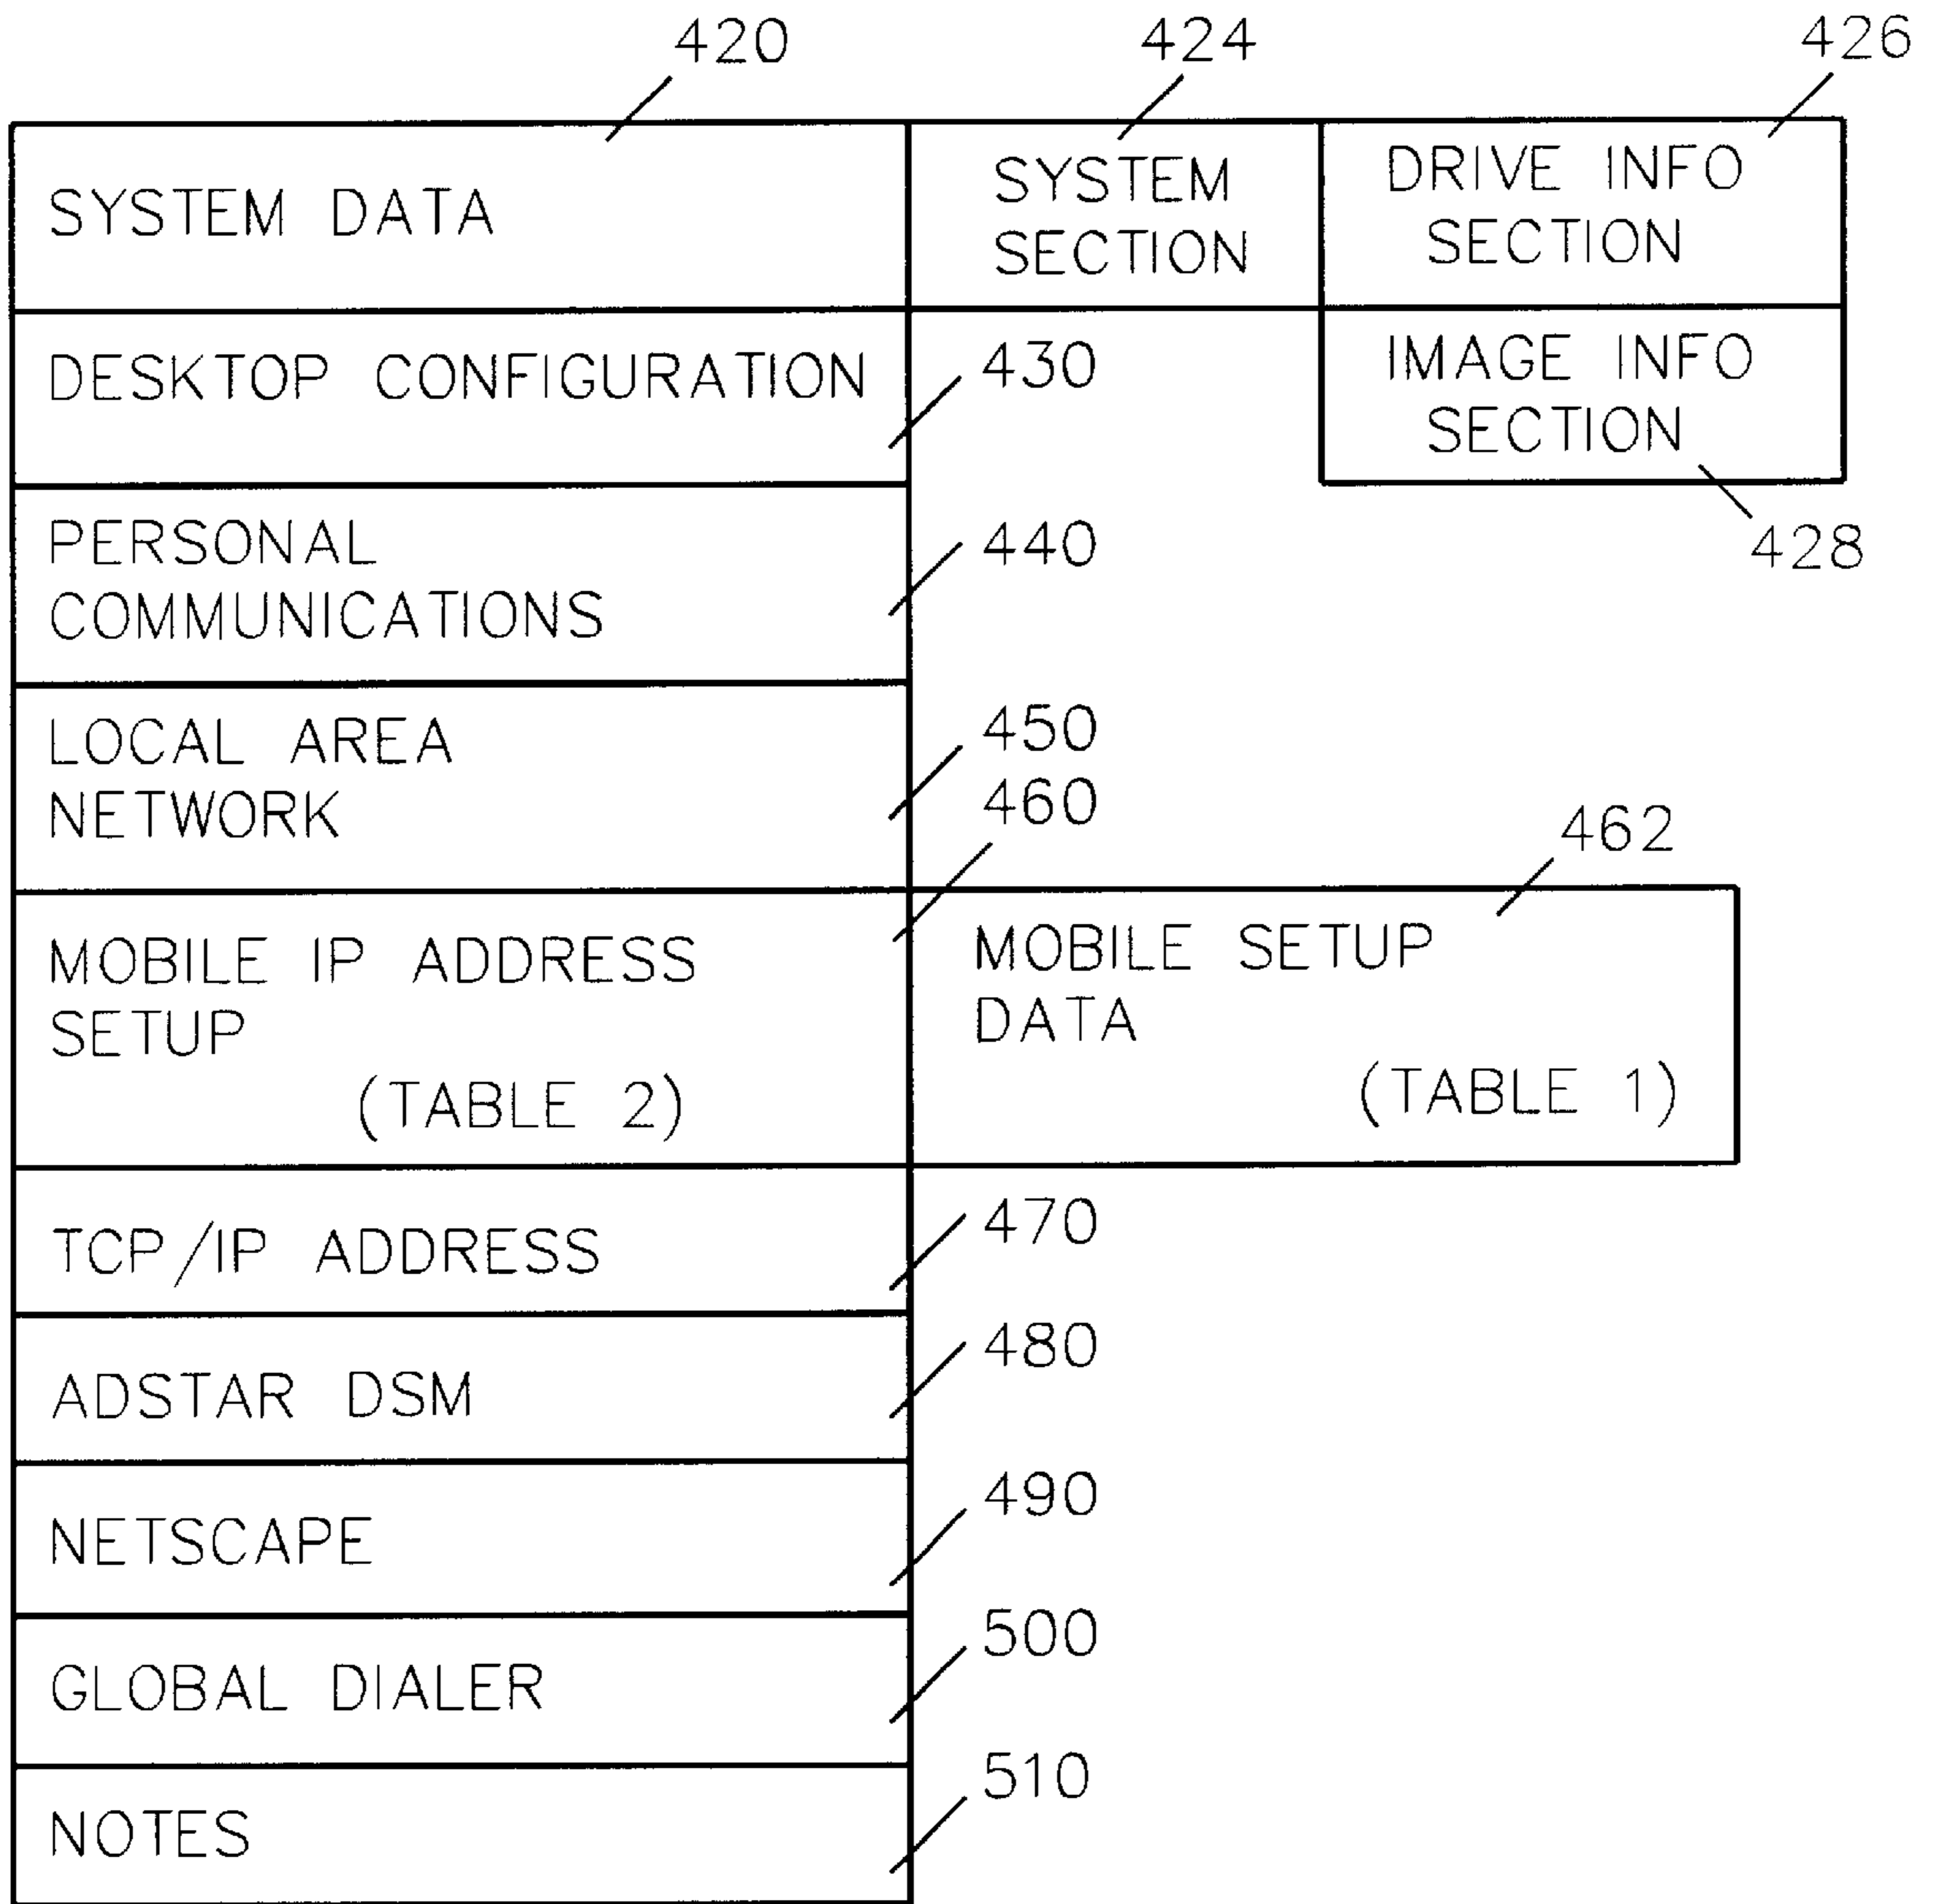 420
424
426
SYSTEM DATA
SYSTEM
SECTION
DRIVE INFO
SECTION
DESKTOP CONFIGURATION
430
IMAGE INFO
SECTION
428
PERSONAL
COMMUNICATIONS
440
LOCAL AREA
NETWORK
450
460
462
MOBILE IP ADDRESS
SETUP
(TABLE 2)
MOBILE SETUP
DATA
(TABLE 1)
TCP/IP ADDRESS
470
ADSTAR DSM
480
NETSCAPE
490
GLOBAL DIALER
500
NOTES
510